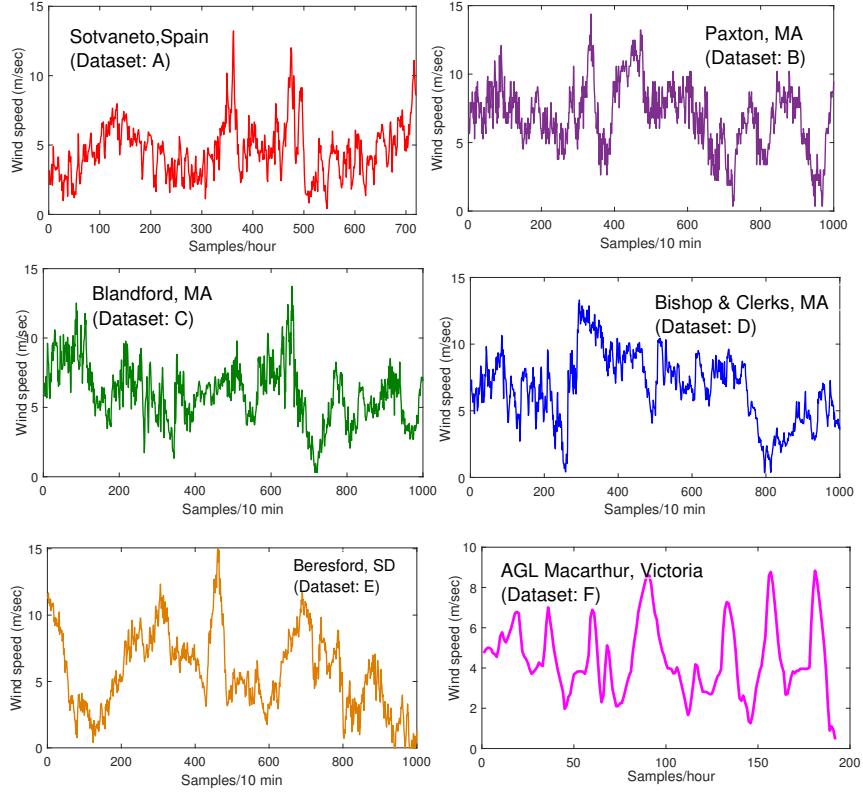 Sotvaneto,Spain
(Dataset: A)
Wind speed (m/sec)
15
10
5
0
0 100 200 300 400 500 600 700
Samples/hour
Paxton, MA
(Dataset: B)
Wind speed (m/sec)
15
10
5
0
0 200 400 600 800 1000
Samples/10 min
Blandford, MA
(Dataset: C)
Wind speed (m/sec)
15
10
5
0
0 200 400 600 800 1000
Samples/10 min
Bishop & Clerks, MA
(Dataset: D)
Wind speed (m/sec)
15
10
5
0
0 200 400 600 800 1000
Samples/10 min
Beresford, SD
(Dataset: E)
Wind speed (m/sec)
15
10
5
0
0 200 400 600 800 1000
Samples/10 min
AGL Macarthur, Victoria
(Dataset: F)
Wind speed (m/sec)
10
8
6
4
2
0
0 50 100 150 200
Samples/hour